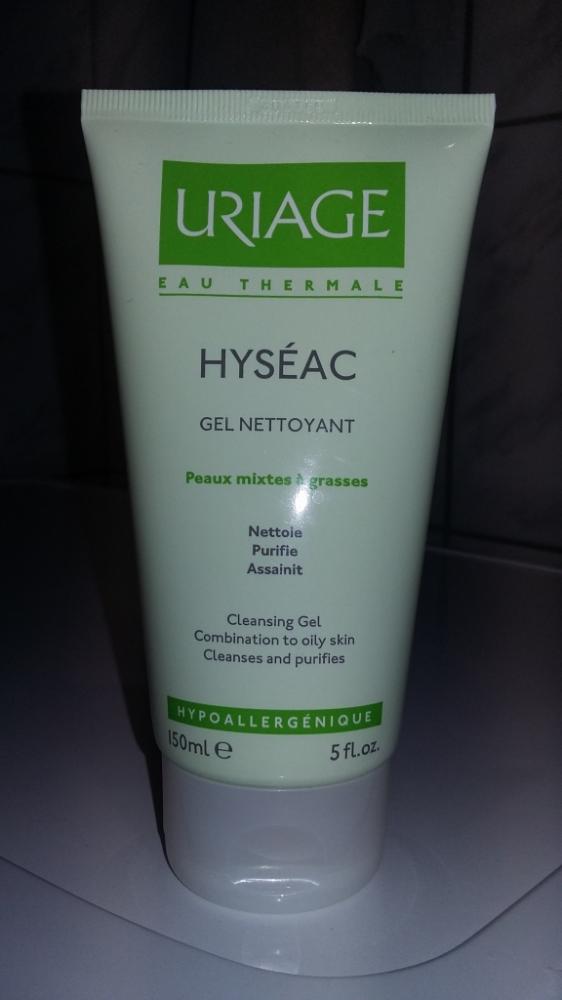 URIAGE
EAU THERMALE
HYSÉAC
GEL NETTOYANT
Peaux mixtes à grasses
Nettoie
Purifie
Assainit
Cleansing Gel
Combination to oily skin
Cleanses and purifies
HYPOALLERGÉNIQUE
150ml ℮ 5 fl.oz.